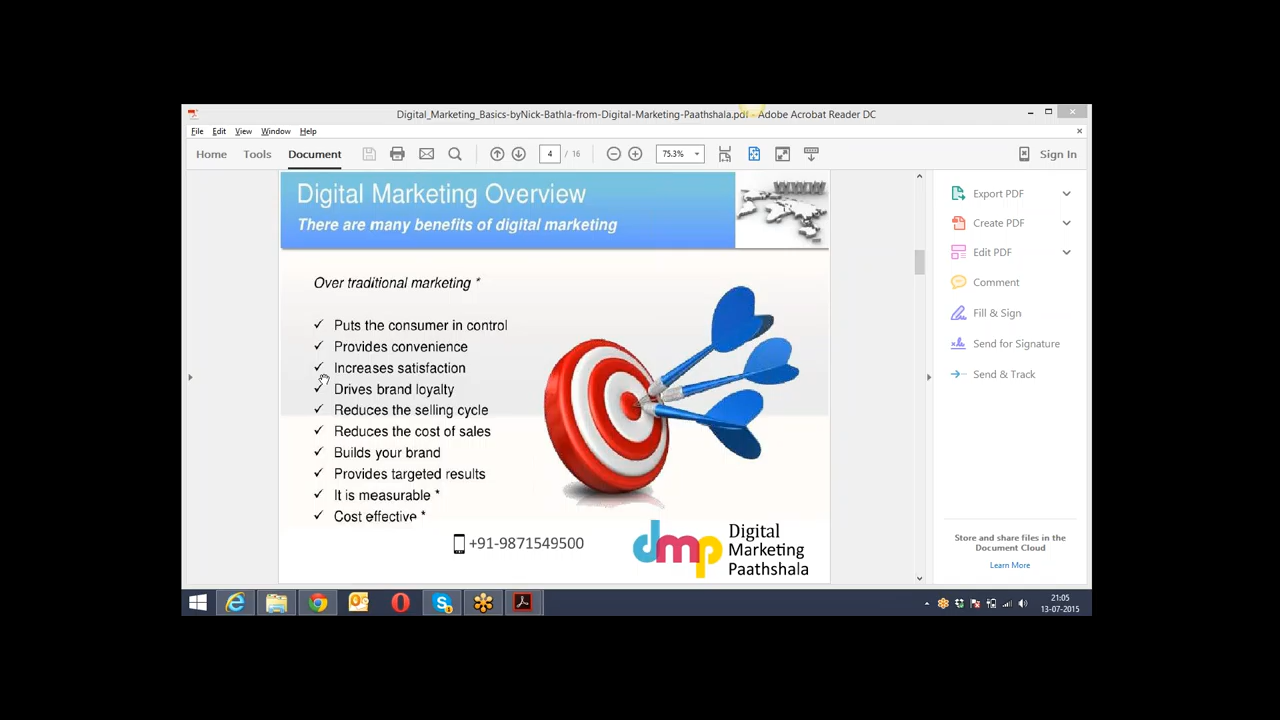 Digital_Marketing_Basics-byNick-Bathla-from-Digital-Marketing-Paathshala.pdf - Adobe Acrobat Reader DC
File Edit View Window Help
Home Tools Document 4 / 16 75.3% Sign In
Digital Marketing Overview
There are many benefits of digital marketing
WWW
Over traditional marketing *
✓ Puts the consumer in control
✓ Provides convenience
✓ Increases satisfaction
✓ Drives brand loyalty
✓ Reduces the selling cycle
✓ Reduces the cost of sales
✓ Builds your brand
✓ Provides targeted results
✓ It is measurable *
✓ Cost effective *
+91-9871549500
dmp
Digital
Marketing
Paathshala
Export PDF
Create PDF
Edit PDF
Comment
Fill & Sign
Send for Signature
Send & Track
Store and share files in the
Document Cloud
Learn More
21:05
13-07-2015